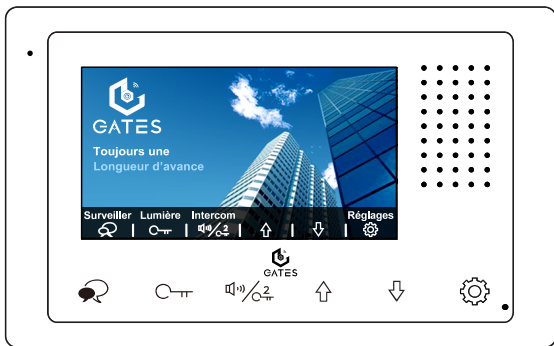 GATES
Toujours une
Longueur d'avance
Surveiller Lumière Intercom Réglages
2
GATES
2